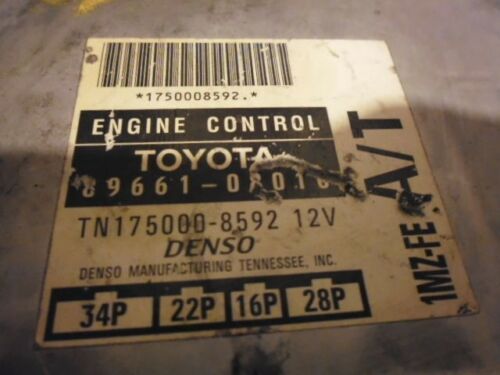 *1750008592.*
ENGINE CONTROL
TOYOTA
TN175000-8592 12V
DENSO
DENSO MANUFACTURING TENNESSEE, INC.
34P 22P 16P 28P
1MZ-FE A/T